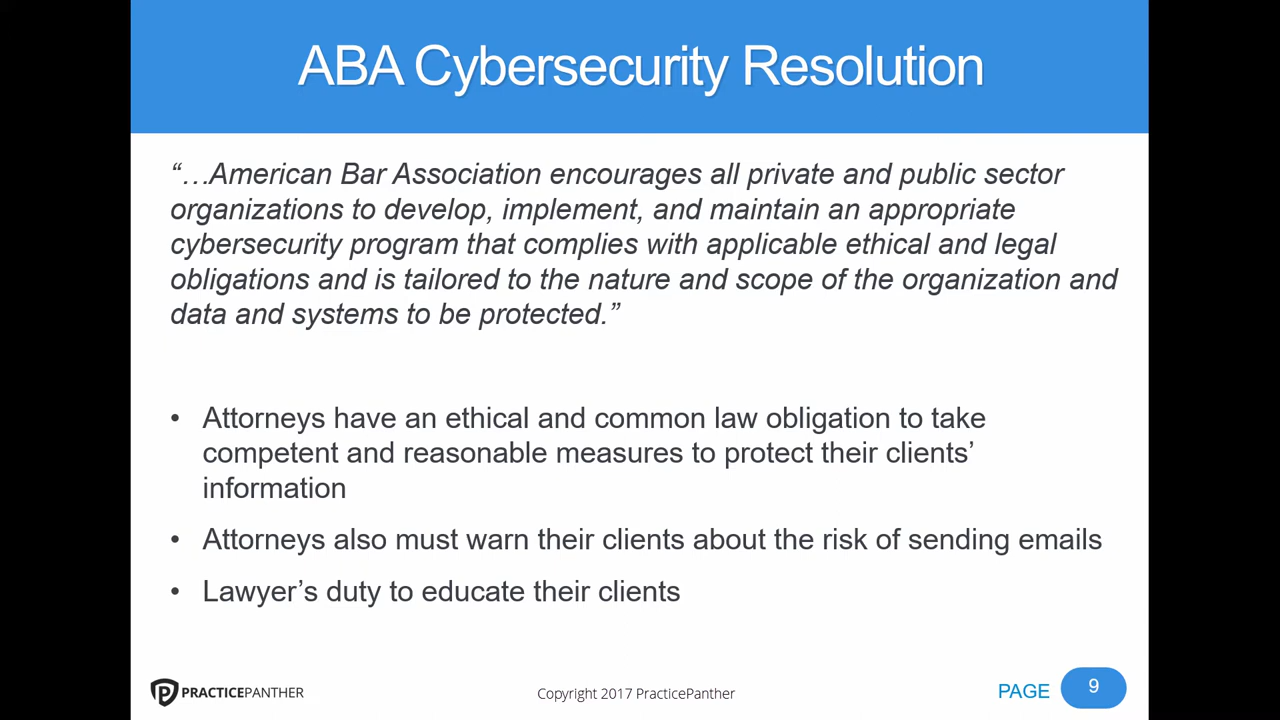 ABA Cybersecurity Resolution
“…American Bar Association encourages all private and public sector
organizations to develop, implement, and maintain an appropriate
cybersecurity program that complies with applicable ethical and legal
obligations and is tailored to the nature and scope of the organization and
data and systems to be protected.”
• Attorneys have an ethical and common law obligation to take
competent and reasonable measures to protect their clients’
information
• Attorneys also must warn their clients about the risk of sending emails
• Lawyer’s duty to educate their clients
PRACTICEPANTHER
Copyright 2017 PracticePanther
PAGE 9